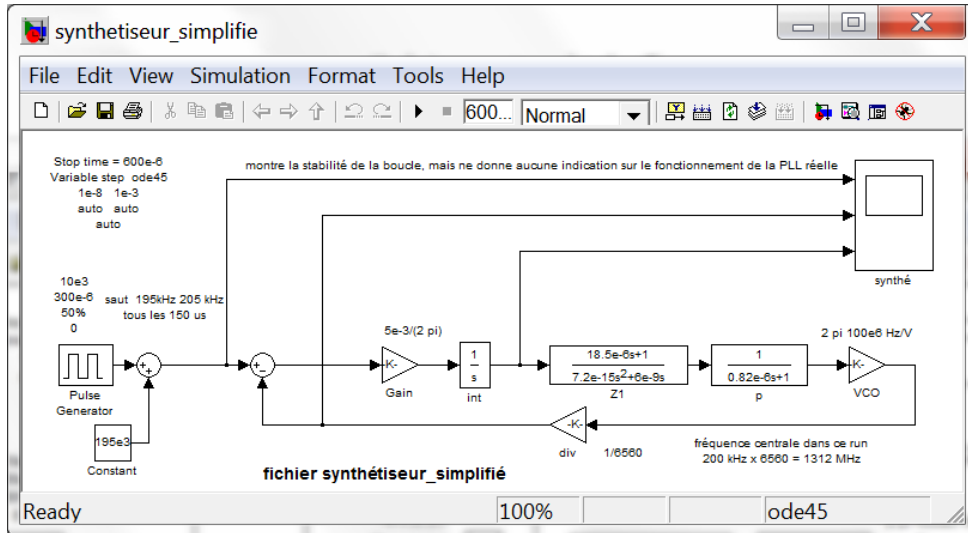 synthetiseur_simplifie
File Edit View Simulation Format Tools Help
600... Normal
Stop time = 600e-6
Variable step ode45
1e-8 1e-3
auto auto
auto
montre la stabilité de la boucle, mais ne donne aucune indication sur le fonctionnement de la PLL réelle
synthé
10e3
300e-6
50%
0
saut 195kHz 205 kHz
tous les 150 us
5e-3/(2 pi)
2 pi 100e6 Hz/V
Pulse
Generator
++
+-
-K-
Gain
1
s
int
18.5e-6s+1
7.2e-15s2+6e-9s
Z1
1
0.82e-6s+1
p
-K-
VCO
195e3
Constant
-K-
div
1/6560
fréquence centrale dans ce run
200 kHz x 6560 = 1312 MHz
fichier synthétiseur_simplifié
Ready 100% ode45